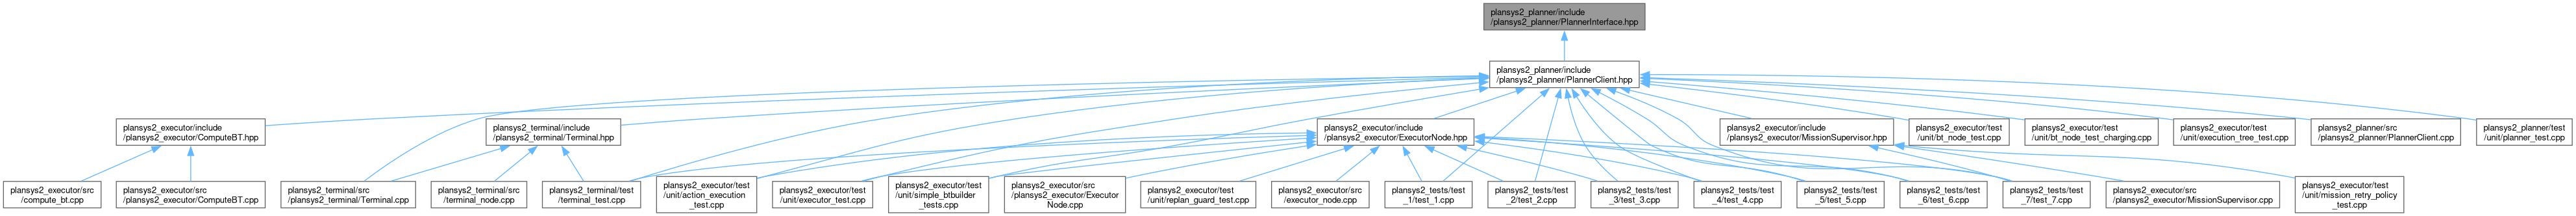 plansys2_planner/include
/plansys2_planner/PlannerInterface.hpp
plansys2_planner/include
/plansys2_planner/PlannerClient.hpp
plansys2_executor/include
/plansys2_executor/ComputeBT.hpp
plansys2_terminal/include
/plansys2_terminal/Terminal.hpp
plansys2_executor/include
/plansys2_executor/ExecutorNode.hpp
plansys2_executor/include
/plansys2_executor/MissionSupervisor.hpp
plansys2_executor/test
/unit/bt_node_test.cpp
plansys2_executor/test
/unit/bt_node_test_charging.cpp
plansys2_executor/test
/unit/execution_tree_test.cpp
plansys2_planner/src
/plansys2_planner/PlannerClient.cpp
plansys2_planner/test
/unit/planner_test.cpp
plansys2_executor/src
/compute_bt.cpp
plansys2_executor/src
/plansys2_executor/ComputeBT.cpp
plansys2_terminal/src
/plansys2_terminal/Terminal.cpp
plansys2_terminal/src
/terminal_node.cpp
plansys2_terminal/test
/terminal_test.cpp
plansys2_executor/test
/unit/action_execution
_test.cpp
plansys2_executor/test
/unit/executor_test.cpp
plansys2_executor/test
/unit/simple_btbuilder
_tests.cpp
plansys2_executor/src
/plansys2_executor/Executor
Node.cpp
plansys2_executor/test
/unit/replan_guard_test.cpp
plansys2_executor/src
/executor_node.cpp
plansys2_tests/test
_1/test_1.cpp
plansys2_tests/test
_2/test_2.cpp
plansys2_tests/test
_3/test_3.cpp
plansys2_tests/test
_4/test_4.cpp
plansys2_tests/test
_5/test_5.cpp
plansys2_tests/test
_6/test_6.cpp
plansys2_tests/test
_7/test_7.cpp
plansys2_executor/src
/plansys2_executor/MissionSupervisor.cpp
plansys2_executor/test
/unit/mission_retry_policy
_test.cpp